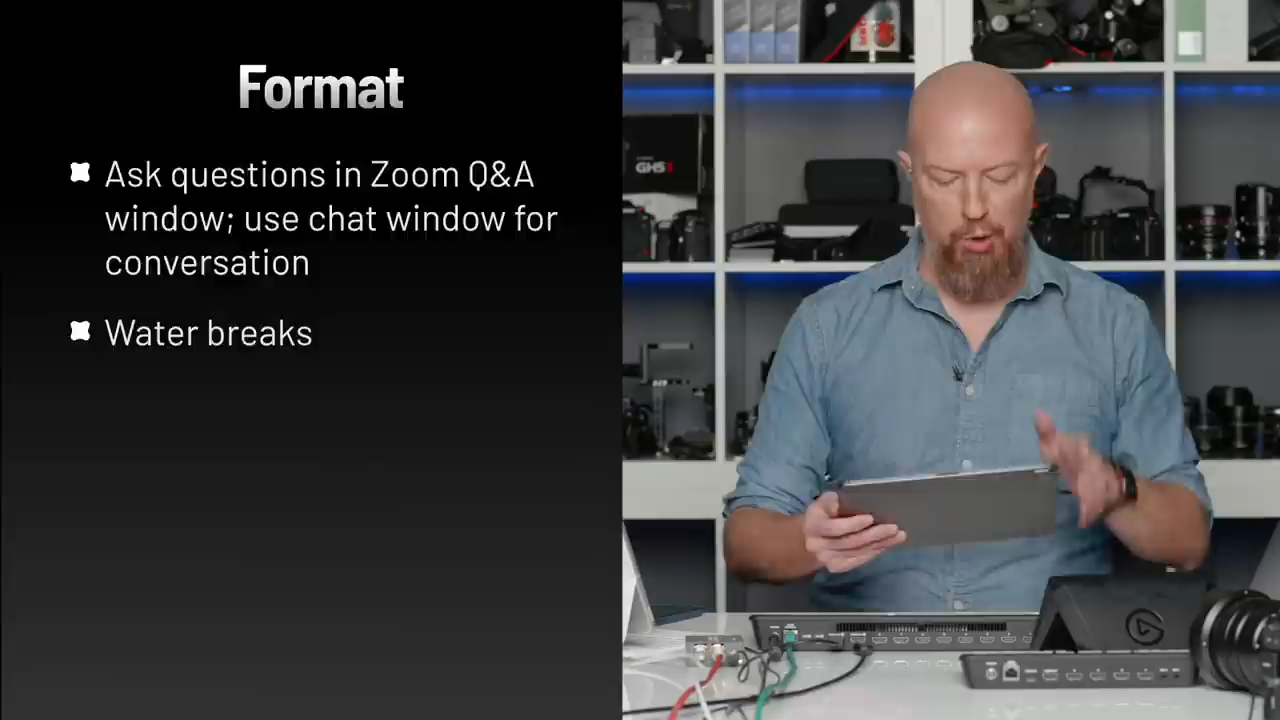 Format
Ask questions in Zoom Q&A
window; use chat window for
conversation
Water breaks
GH5